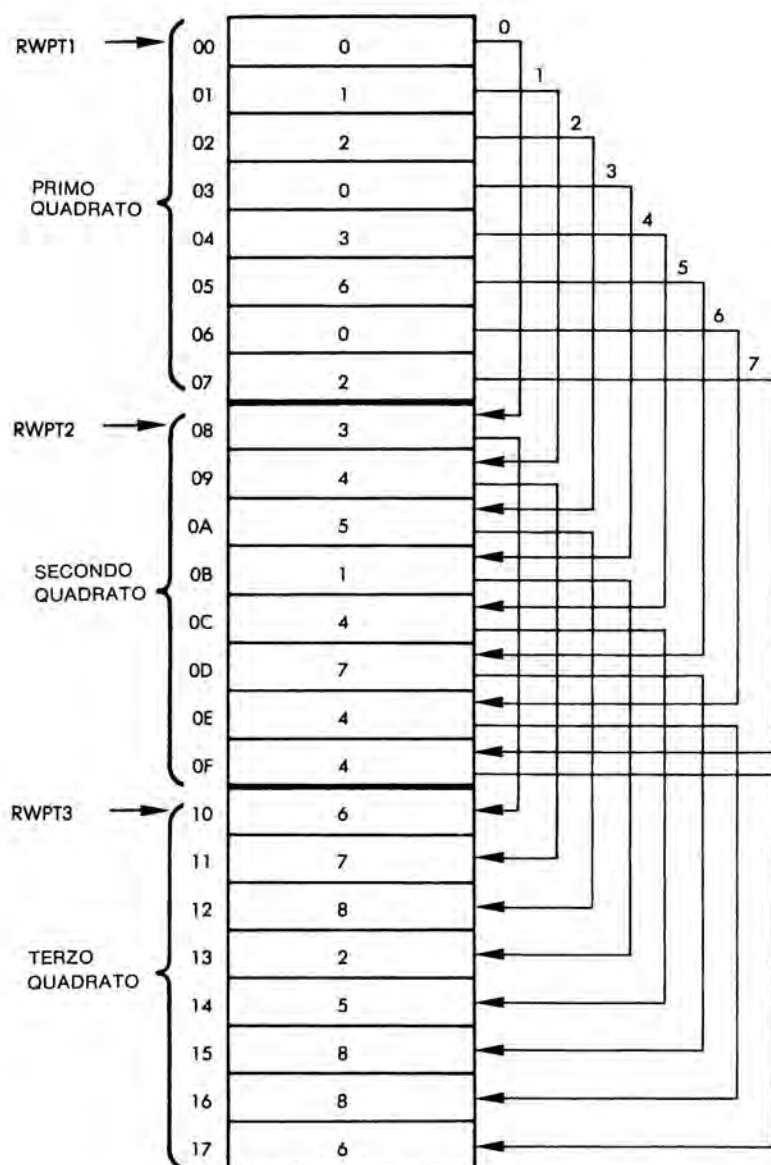 0
RWPT1 00 0
1
01 1
2
02 2
3
03 0
PRIMO
QUADRATO
4
04 3
5
05 6
6
06 0
7
07 2
RWPT2 08 3
09 4
0A 5
SECONDO
QUADRATO
0B 1
0C 4
0D 7
0E 4
0F 4
RWPT3 10 6
11 7
12 8
TERZO
QUADRATO
13 2
14 5
15 8
16 8
17 6